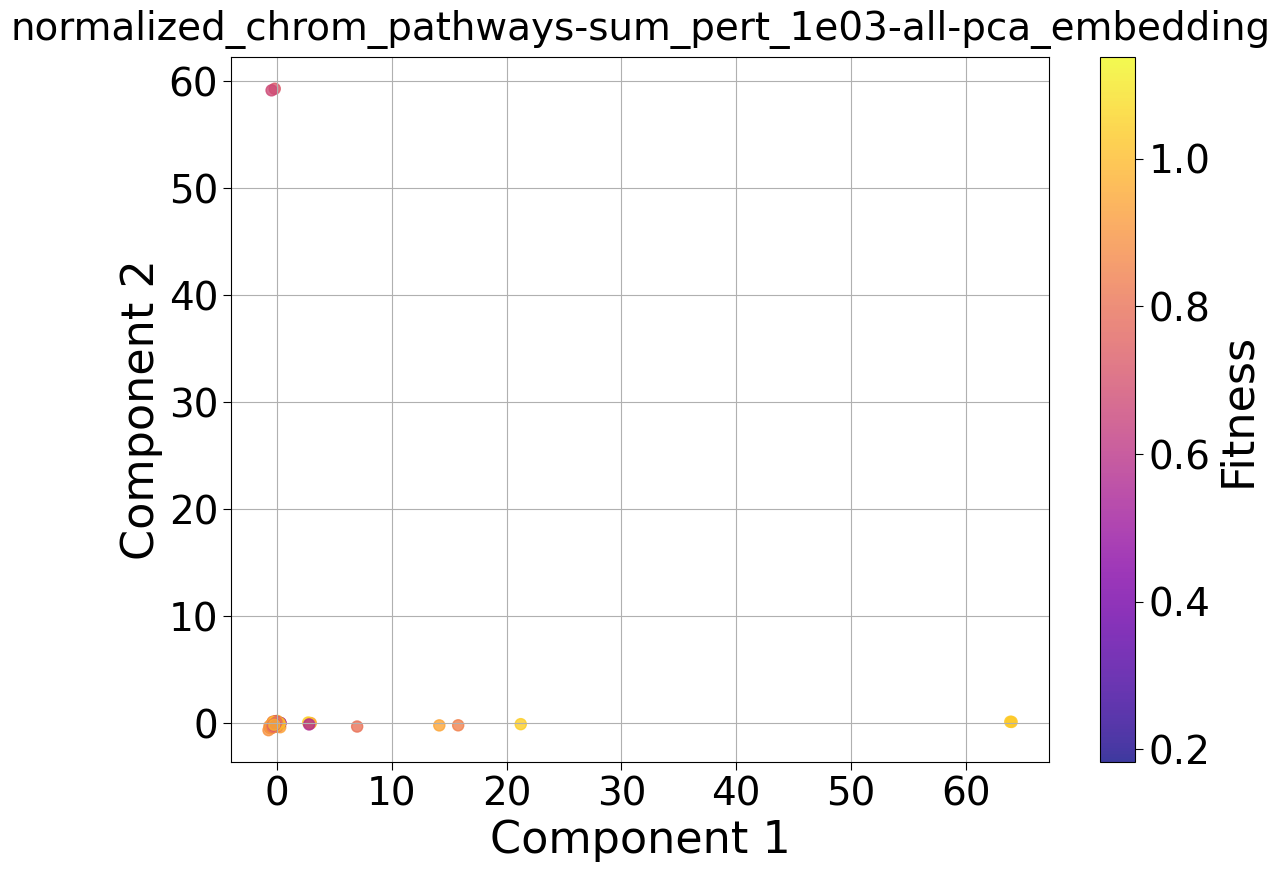 normalized_chrom_pathways-sum_pert_1e03-all-pca_embedding
60
50
40
30
20
10
0
Component 2
0 10 20 30 40 50 60
Component 1
1.0
0.8
0.6
0.4
0.2
Fitness